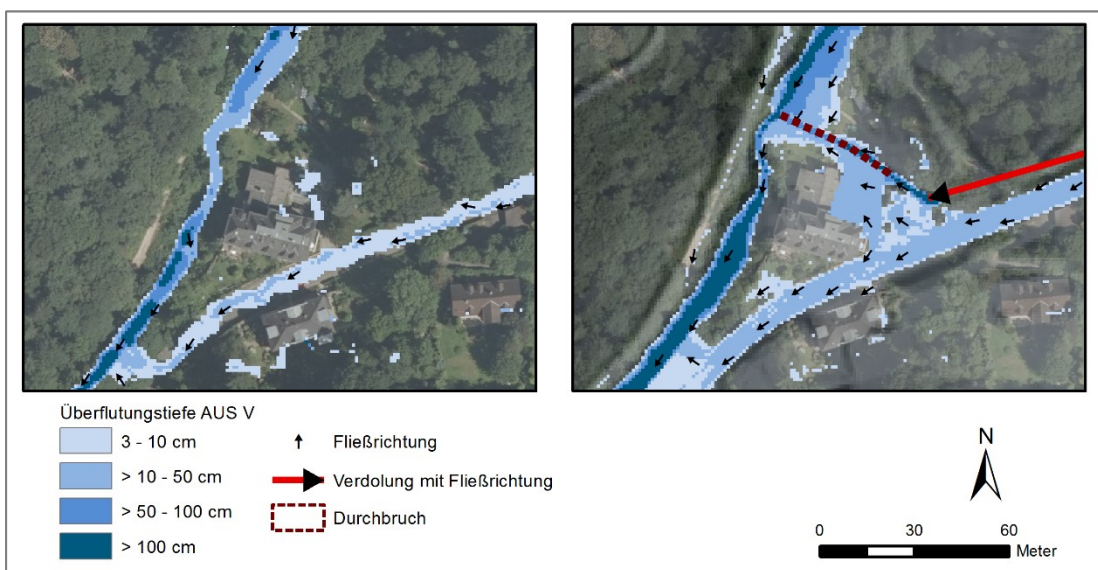 Überflutungstiefe AUS V
3 - 10 cm
> 10 - 50 cm
> 50 - 100 cm
> 100 cm
Fließrichtung
Verdolung mit Fließrichtung
Durchbruch
N
0 30 60
Meter